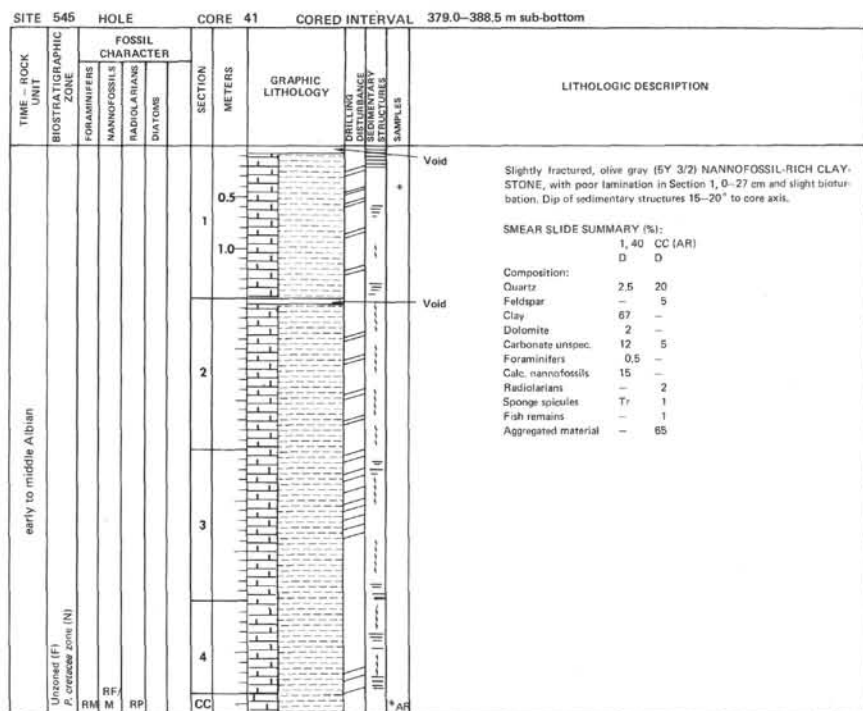 SITE 545 HOLE CORE 41 CORED INTERVAL 379.0–388.5 m sub-bottom
TIME – ROCK UNIT
BIOSTRATIGRAPHIC ZONE
FOSSIL CHARACTER
FORAMINIFERS
NANNOFOSSILS
RADIOLARIANS
DIATOMS
SECTION
METERS
GRAPHIC LITHOLOGY
DRILLING DISTURBANCE
SEDIMENTARY STRUCTURES
SAMPLES
LITHOLOGIC DESCRIPTION
early to middle Albian
Unzoned (F)
P. cretacea zone (N)
RM
RF/
M
RP
1
0.5
1.0
2
3
4
CC
Void
*
Void
*AR
Slightly fractured, olive gray (5Y 3/2) NANNOFOSSIL-RICH CLAY-
STONE, with poor lamination in Section 1, 0–27 cm and slight biotur-
bation. Dip of sedimentary structures 15–20° to core axis.
SMEAR SLIDE SUMMARY (%):
1, 40 CC (AR)
D D
Composition:
Quartz 2.5 20
Feldspar – 5
Clay 67 –
Dolomite 2 –
Carbonate unspec. 12 5
Foraminifers 0.5 –
Calc. nannofossils 15 –
Radiolarians – 2
Sponge spicules Tr 1
Fish remains – 1
Aggregated material – 65